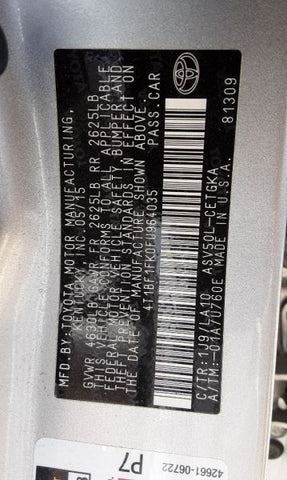 MFD.BY:TOYOTA MOTOR MANUFACTURING,
KENTUCKY, INC. 05/15
GVWR 4630LB GAWR FR 2625LB RR 2625LB
THIS VEHICLE CONFORMS TO ALL APPLICABLE
FEDERAL MOTOR VEHICLE SAFETY, BUMPER AND
THEFT PREVENTION STANDARDS IN EFFECT ON
THE DATE OF MANUFACTURE SHOWN ABOVE.
4T1BF1FK0FU964035 PASS.CAR
C/TR:1J9/LA10 ASV50L-CETGKA
A/TM:-01A/U760E MADE IN U.S.A.
81309
TOYOTA
42661-06722
P7